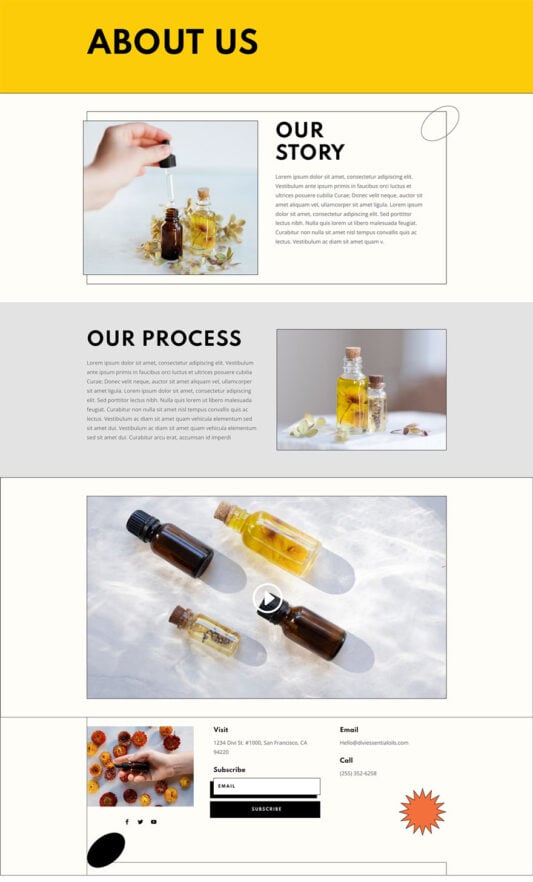 ABOUT US
OUR
STORY
Lorem ipsum dolor sit amet, consectetur adipiscing elit.
Vestibulum ante ipsum primis in faucibus orci luctus et
ultrices posuere cubilia Curae; Donec velit neque, auctor sit
amet aliquam vel, ullamcorper sit amet ligula. Lorem ipsum
dolor sit amet, consectetur adipiscing elit. Sed porttitor
lectus nibh. Nulla quis lorem ut libero malesuada feugiat.
Curabitur non nulla sit amet nisl tempus convallis quis ac
lectus. Vestibulum ac diam sit amet quam v.
OUR PROCESS
Lorem ipsum dolor sit amet, consectetur adipiscing elit. Vestibulum
ante ipsum primis in faucibus orci luctus et ultrices posuere cubilia
Curae; Donec velit neque, auctor sit amet aliquam vel, ullamcorper
sit amet ligula. Lorem ipsum dolor sit amet, consectetur adipiscing
elit. Sed porttitor lectus nibh. Nulla quis lorem ut libero malesuada
feugiat. Curabitur non nulla sit amet nisl tempus convallis quis ac
lectus. Vestibulum ac diam sit amet quam vehicula elementum sed
sit amet dui. Vestibulum ac diam sit amet quam vehicula elementum sed
sit amet dui. Curabitur arcu erat, accumsan id imperdi
Visit
1234 Divi St. #1000, San Francisco, CA
94220
Subscribe
EMAIL
SUBSCRIBE
Email
Hello@diviessentialoils.com
Call
(255) 352-6258